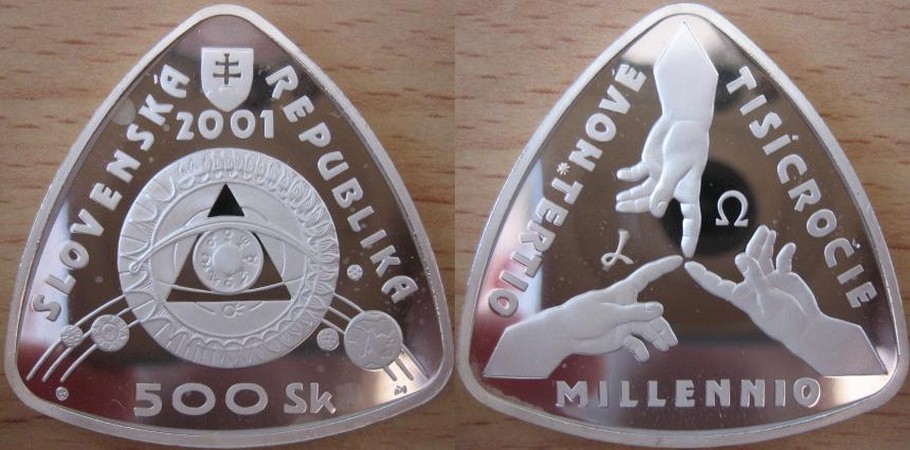 SLOVENSKÁ REPUBLIKA
2001
500 Sk
NOVÉ TISÍCROČIE
TERTIO MILLENNIO
Ω